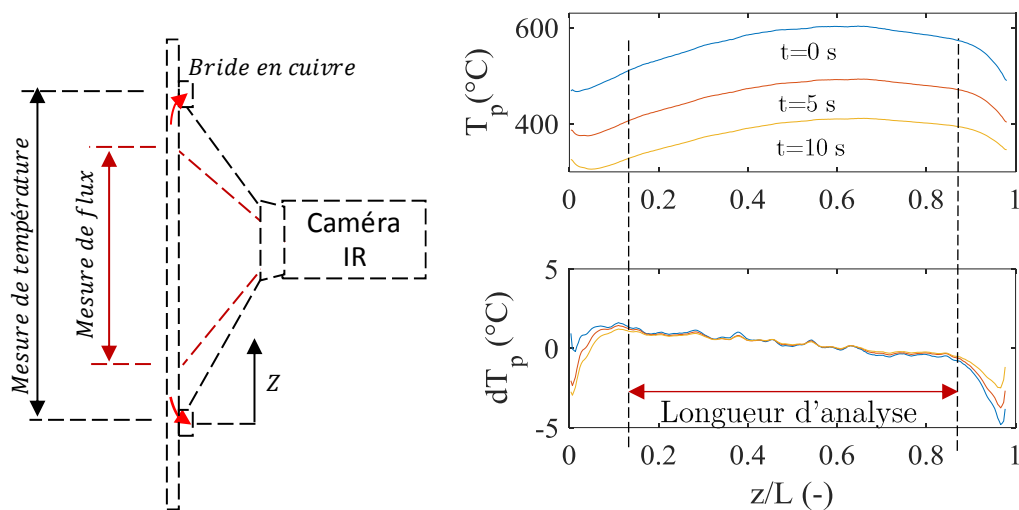 Bride en cuivre
Mesure de température
Mesure de flux
Caméra
IR
Z
T_p(°C)
600
400
t=0 s
t=5 s
t=10 s
0
0.2
0.4
0.6
0.8
1
dT_p (°C)
5
0
-5
Longueur d'analyse
0
0.2
0.4
0.6
0.8
1
z/L (-)